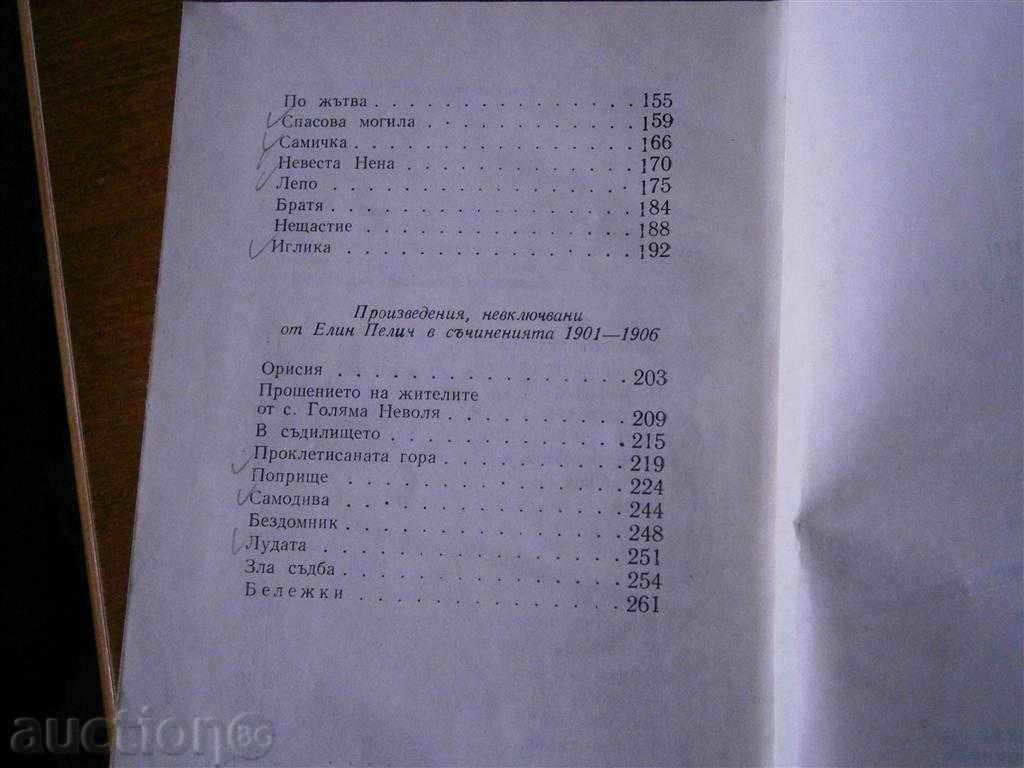 По жътва . . . . . . . . . . . . . . . 155
Спасова могила . . . . . . . . . . . . 159
Самичка . . . . . . . . . . . . . . . . 166
Невеста Нена . . . . . . . . . . . . . 170
Лепо . . . . . . . . . . . . . . . . . 175
Братя . . . . . . . . . . . . . . . . . 184
Нещастие . . . . . . . . . . . . . . . 188
Иглика . . . . . . . . . . . . . . . . 192
Произведения, невключвани
от Елин Пелин в съчиненията 1901—1906
Орисия . . . . . . . . . . . . . . . . 203
Прошението на жителите
от с. Голяма Неволя . . . . . . . . . . 209
В съдилището . . . . . . . . . . . . . 215
Проклетисаната гора . . . . . . . . . . 219
Поприще . . . . . . . . . . . . . . . 224
Самодива . . . . . . . . . . . . . . . 244
Бездомник . . . . . . . . . . . . . . . 248
Лудата . . . . . . . . . . . . . . . . 251
Зла съдба . . . . . . . . . . . . . . . 254
Бележки . . . . . . . . . . . . . . . 261
auction BG